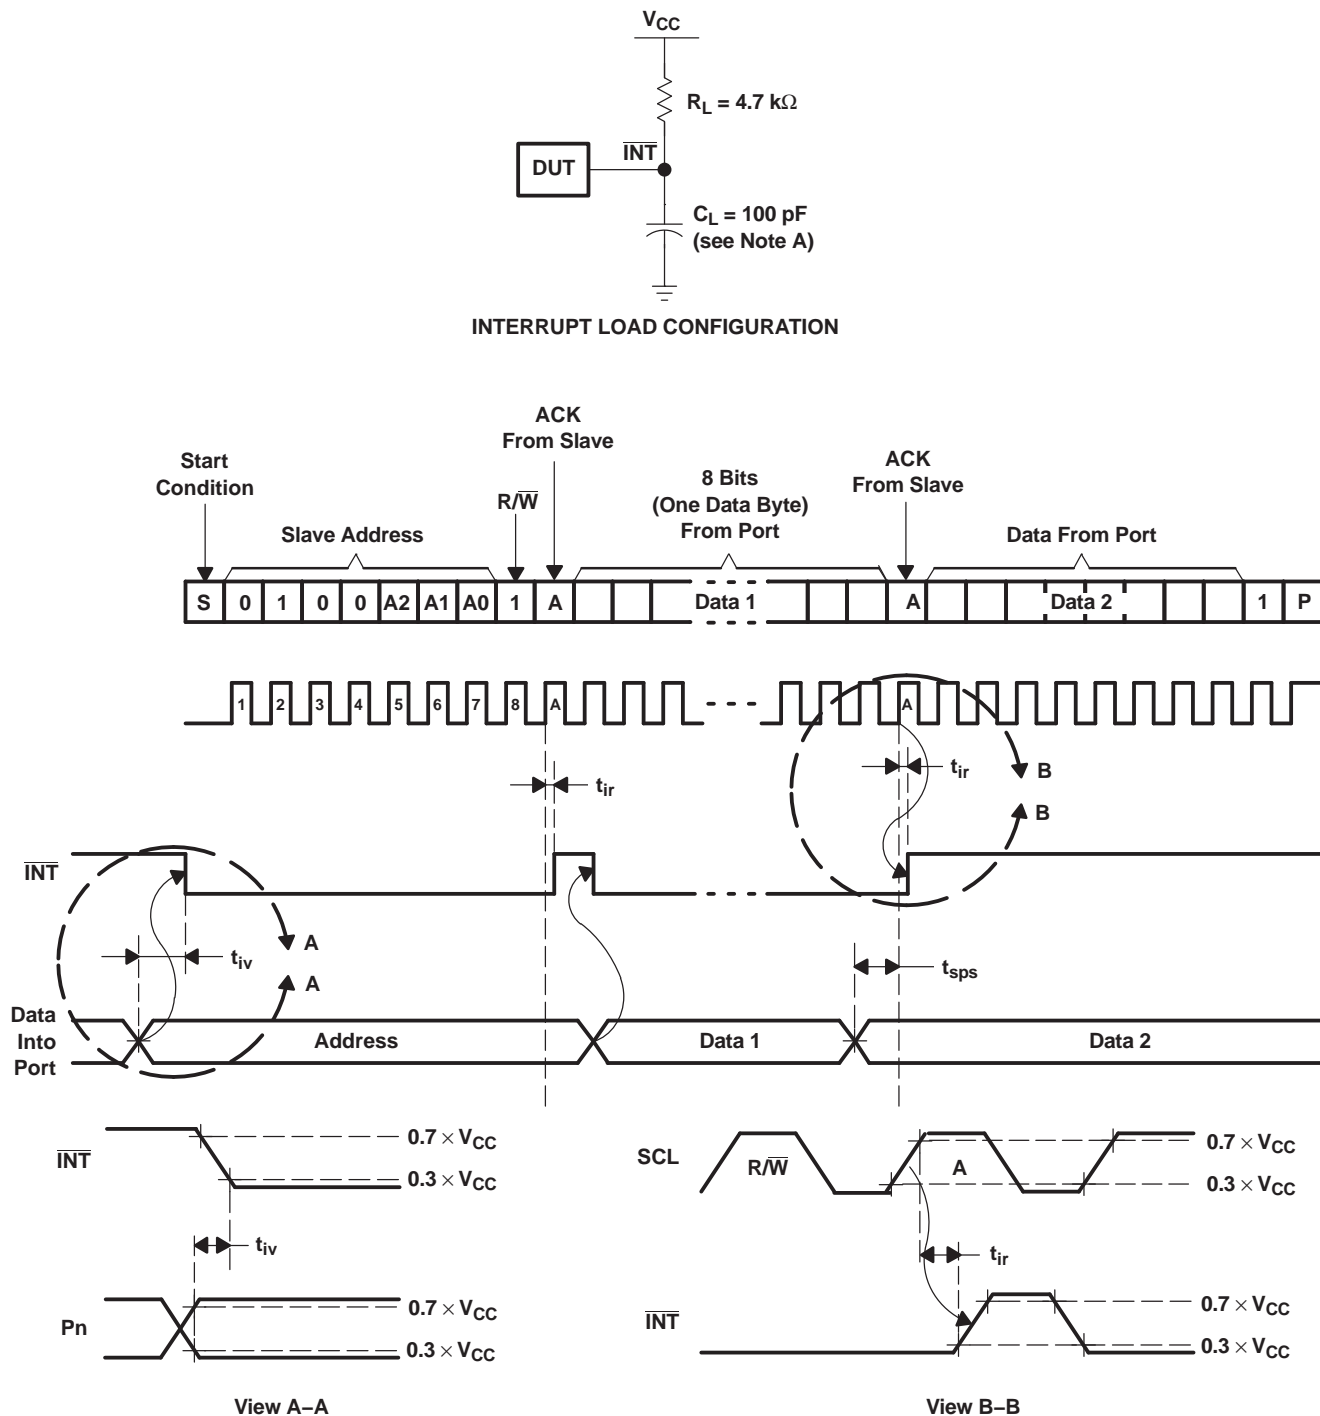 VCC
RL = 4.7 kΩ
INT
DUT
CL = 100 pF
(see Note A)
INTERRUPT LOAD CONFIGURATION
Start
Condition
Slave Address
R/W
ACK
From Slave
8 Bits
(One Data Byte)
From Port
ACK
From Slave
Data From Port
S 0 1 0 0 A2 A1 A0 1 A Data 1 A Data 2 1 P
1 2 3 4 5 6 7 8 A A
tir
tir
B
B
INT
A
tiv
A
tsps
Data
Into
Port
Address
Data 1
Data 2
INT
0.7 × VCC
0.3 × VCC
tiv
Pn
0.7 × VCC
0.3 × VCC
View A–A
SCL
R/W
A
0.7 × VCC
0.3 × VCC
tir
INT
0.7 × VCC
0.3 × VCC
View B–B